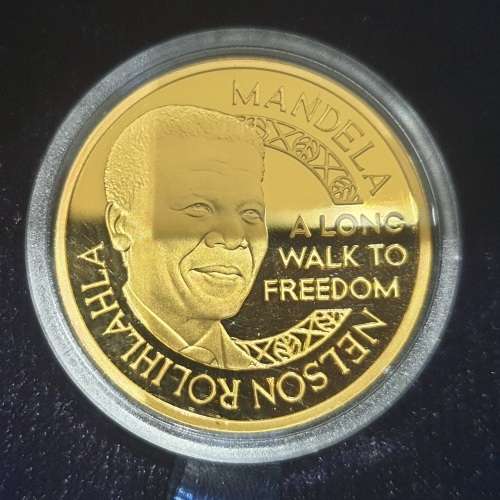 NELSON ROLIHLAHLA
MANDELA
A LONG
WALK TO
FREEDOM